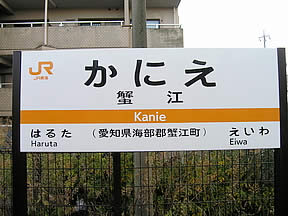 JR
JR東海
かにえ
蟹江
Kanie
はるた （愛知県海部郡蟹江町） えいわ
Haruta Eiwa